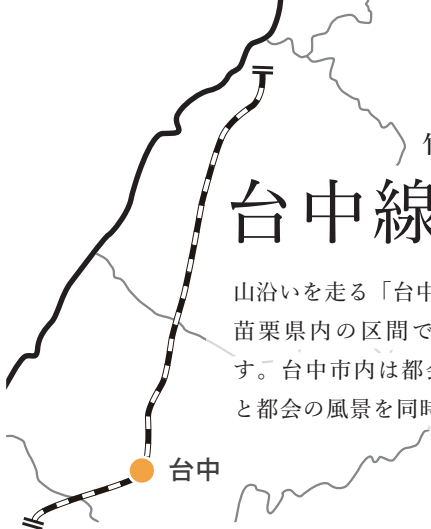 台中線
山沿いを走る「台中
苗栗県内の区間で
す。台中市内は都
と都会の風景を同
台中